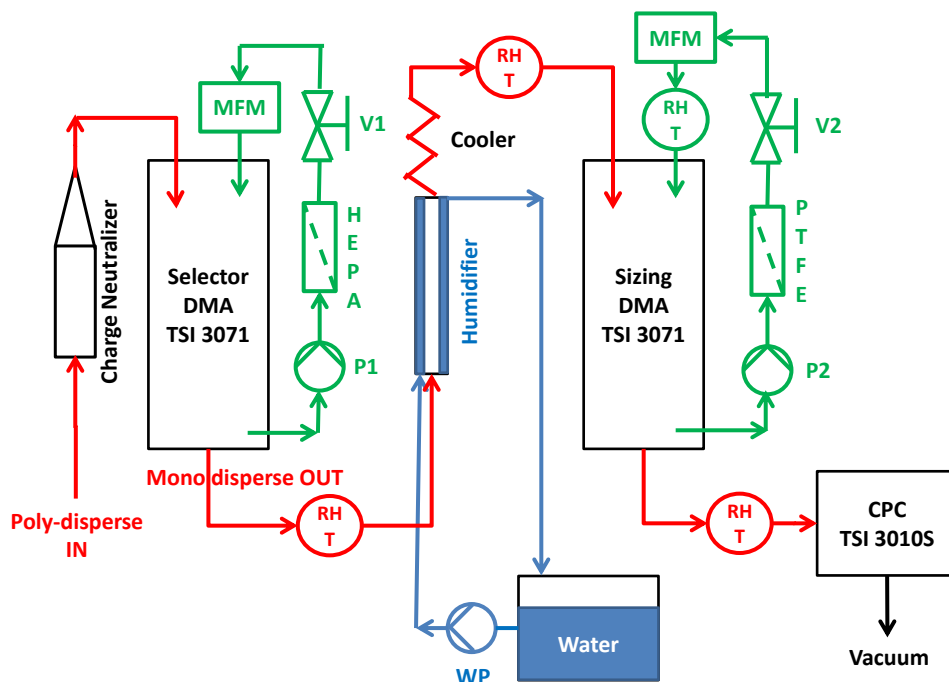 MFM
V1
RH
T
Cooler
MFM
RH
T
V2
MFM
Charge Neutralizer
Selector
DMA
TSI 3071
H
E
P
A
P1
Humidifier
Sizing
DMA
TSI 3071
P
T
F
E
P2
Mono disperse OUT
RH
T
Poly-disperse
IN
RH
T
CPC
TSI 3010S
Water
WP
Vacuum